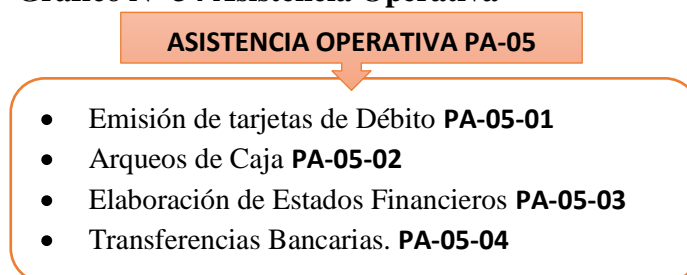 ASISTENCIA OPERATIVA PA-05
• Emisión de tarjetas de Débito PA-05-01
• Arqueos de Caja PA-05-02
• Elaboración de Estados Financieros PA-05-03
• Transferencias Bancarias. PA-05-04